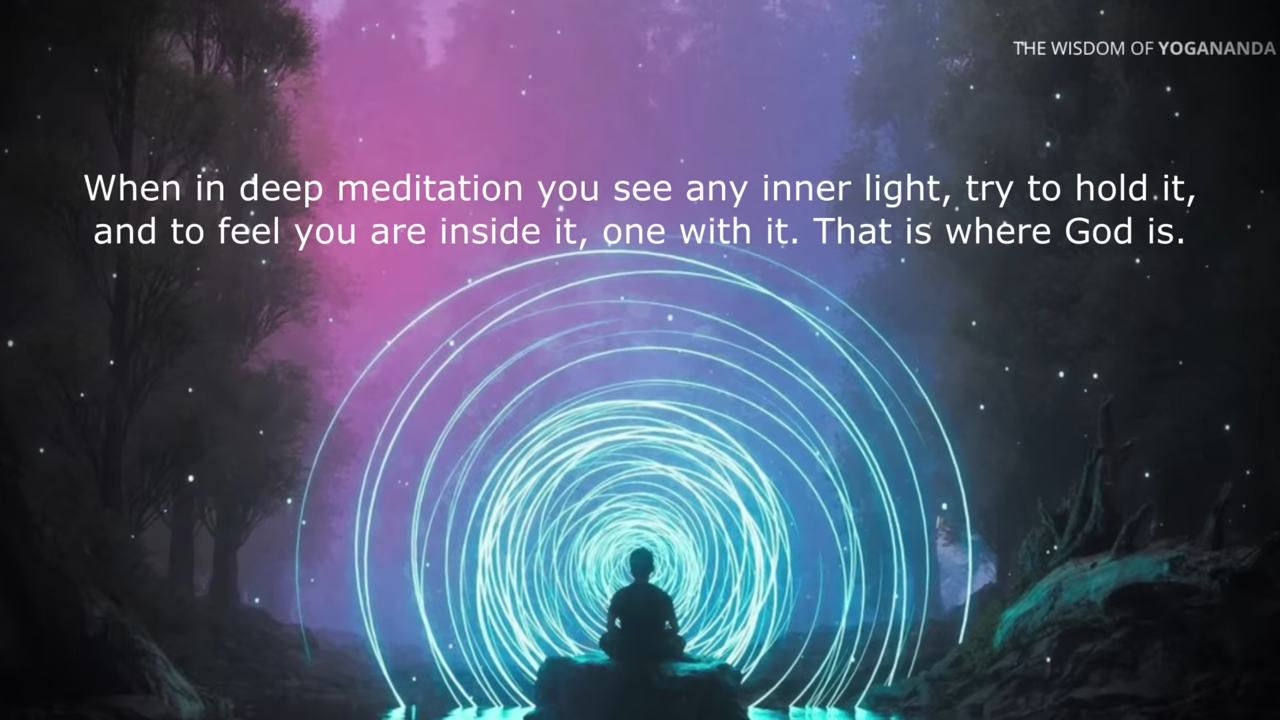 THE WISDOM OF YOGANANDA
When in deep meditation you see any inner light, try to hold it,
and to feel you are inside it, one with it. That is where God is.